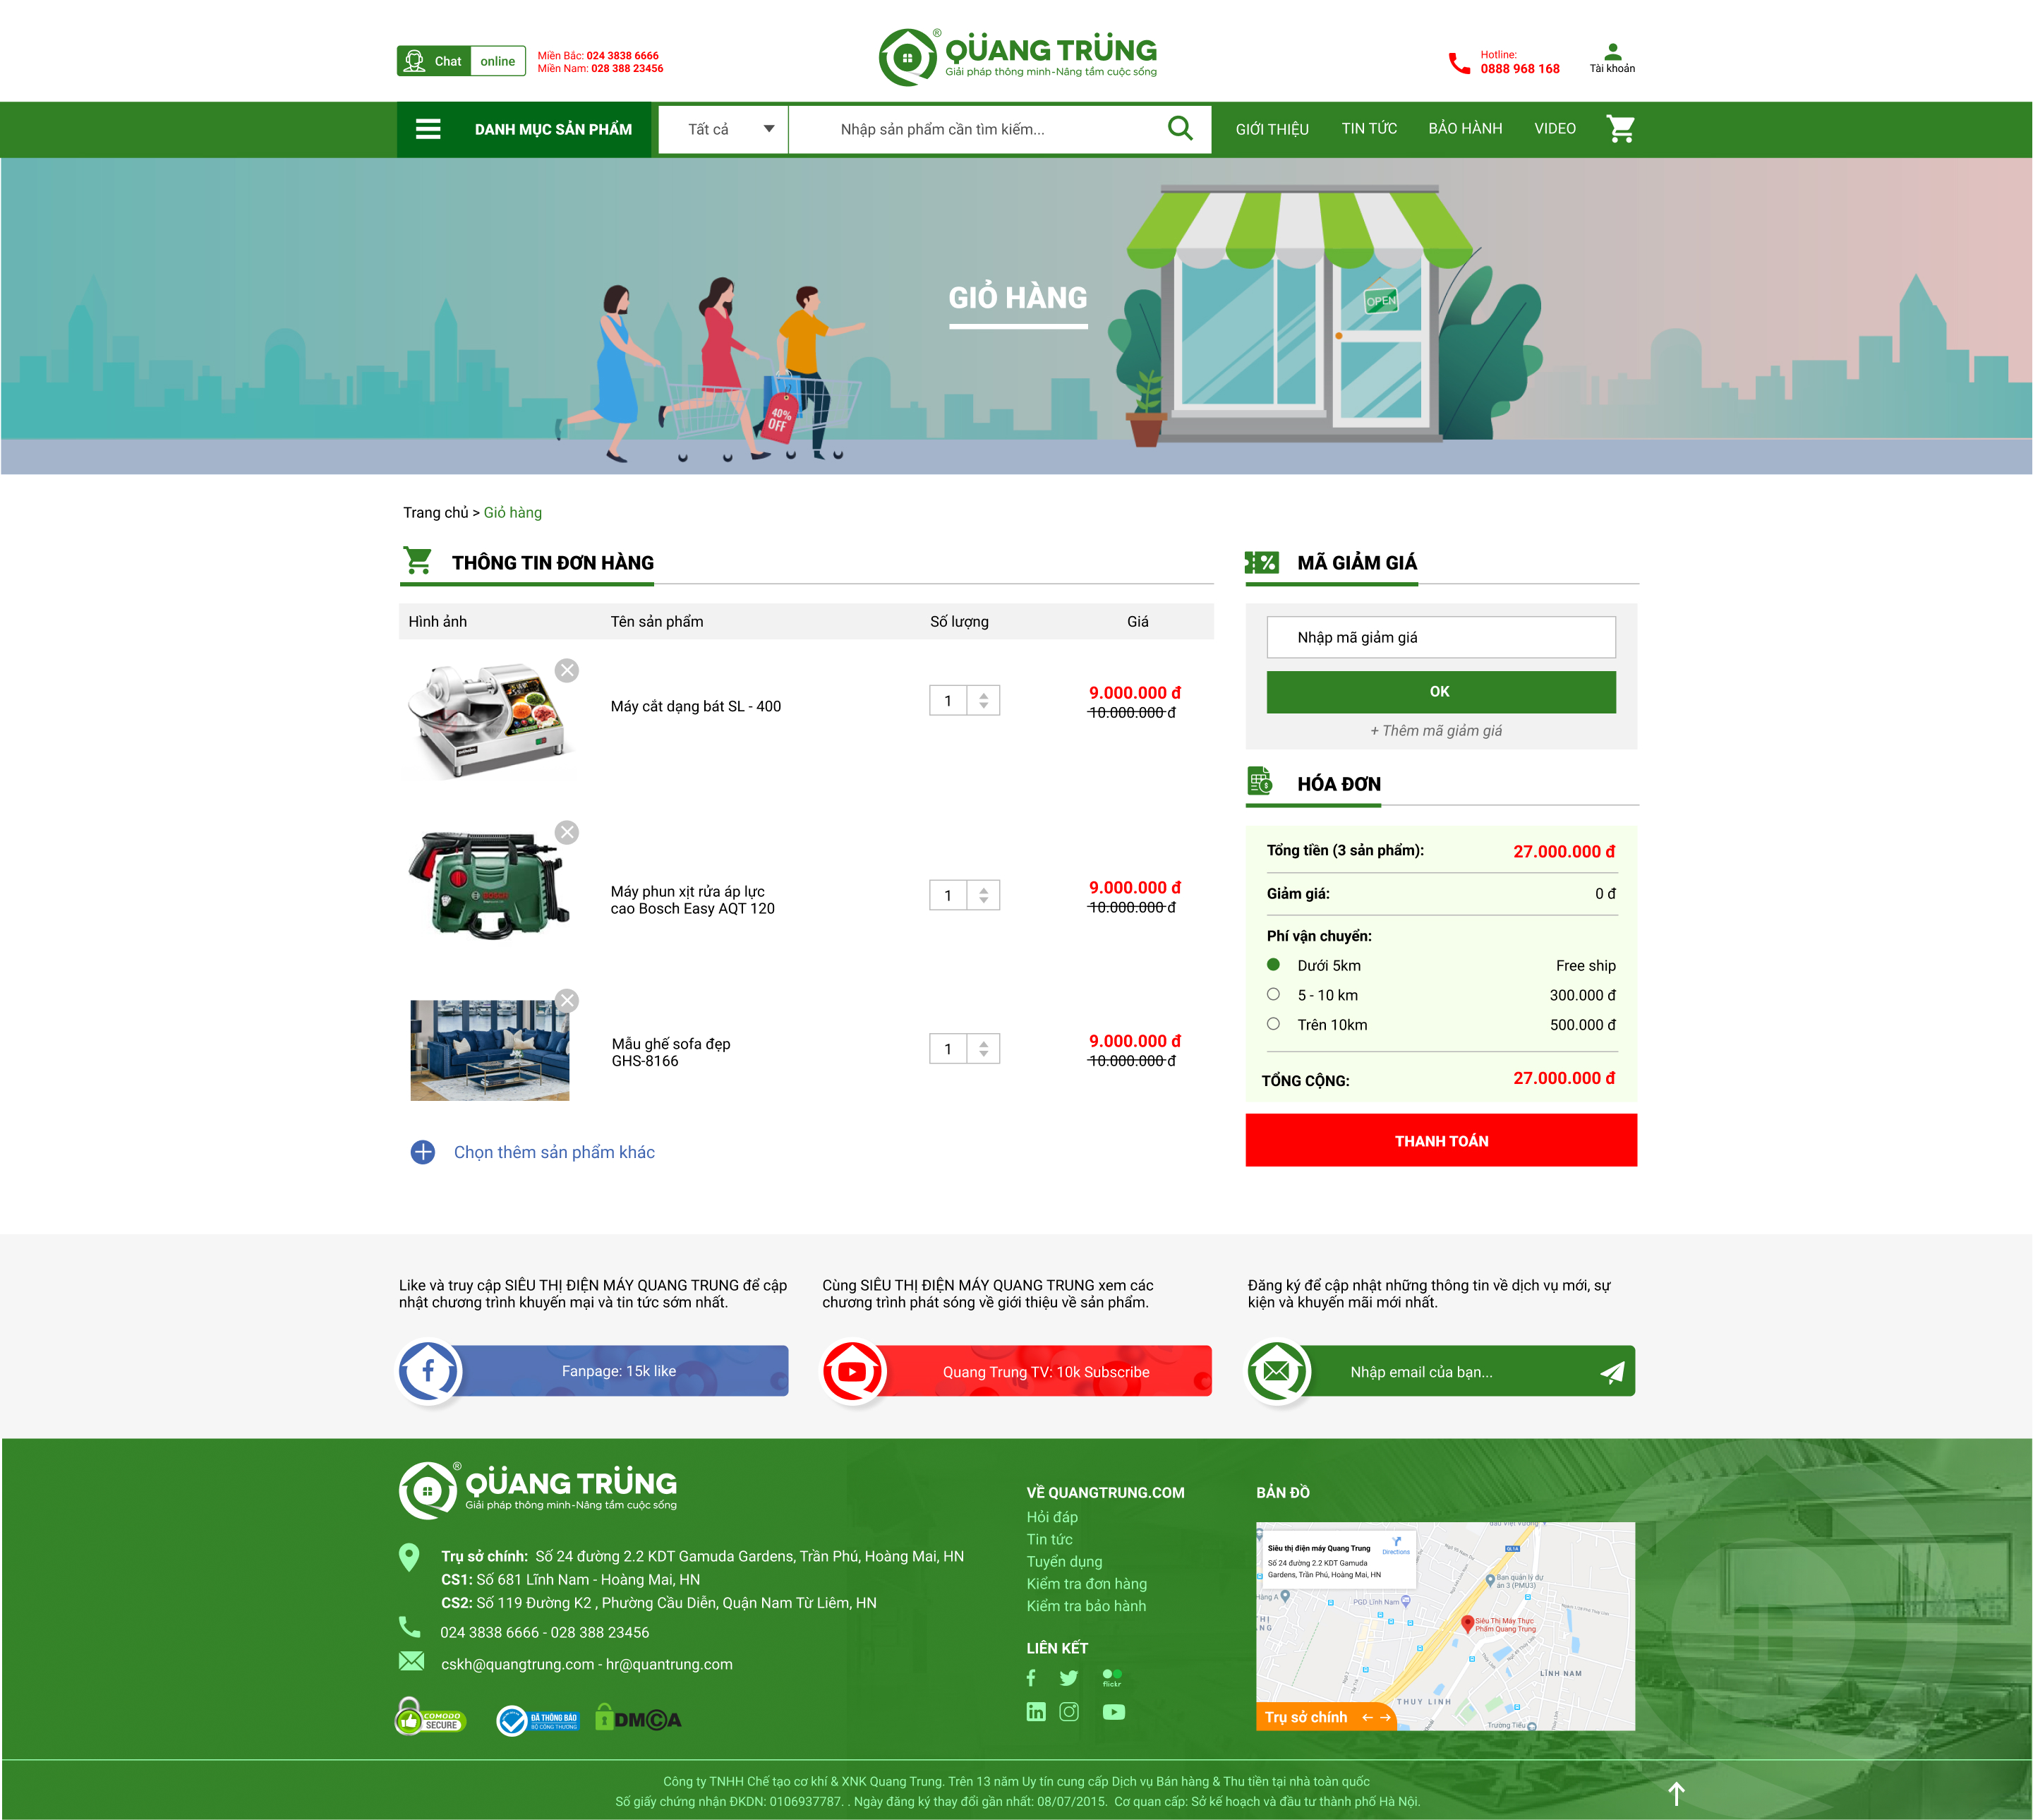 Chat online
Miền Bắc: 024 3838 6666
Miền Nam: 028 388 23456
QÜANG TRÜNG ®
Giải pháp thông minh-Nâng tầm cuộc sống
Hotline:
0888 968 168
Tài khoản
DANH MỤC SẢN PHẨM
Tất cả
Nhập sản phẩm cần tìm kiếm...
GIỚI THIỆU
TIN TỨC
BẢO HÀNH
VIDEO
GIỎ HÀNG
OPEN
40%
OFF
Trang chủ > Giỏ hàng
THÔNG TIN ĐƠN HÀNG
Hình ảnh
Tên sản phẩm
Số lượng
Giá
Máy cắt dạng bát SL - 400
1
9.000.000 đ
10.000.000 đ
BOSCH
Máy phun xịt rửa áp lực
cao Bosch Easy AQT 120
1
9.000.000 đ
10.000.000 đ
Mẫu ghế sofa đẹp
GHS-8166
1
9.000.000 đ
10.000.000 đ
Chọn thêm sản phẩm khác
MÃ GIẢM GIÁ
Nhập mã giảm giá
OK
+ Thêm mã giảm giá
HÓA ĐƠN
Tổng tiền (3 sản phẩm):
27.000.000 đ
Giảm giá:
0 đ
Phí vận chuyển:
Dưới 5km
Free ship
5 - 10 km
300.000 đ
Trên 10km
500.000 đ
TỔNG CỘNG:
27.000.000 đ
THANH TOÁN
Like và truy cập SIÊU THỊ ĐIỆN MÁY QUANG TRUNG để cập
nhật chương trình khuyến mại và tin tức sớm nhất.
Fanpage: 15k like
Cùng SIÊU THỊ ĐIỆN MÁY QUANG TRUNG xem các
chương trình phát sóng về giới thiệu về sản phẩm.
Quang Trung TV: 10k Subscribe
Đăng ký để cập nhật những thông tin về dịch vụ mới, sự
kiện và khuyến mãi mới nhất.
Nhập email của bạn...
QÜANG TRÜNG ®
Giải pháp thông minh-Nâng tầm cuộc sống
Trụ sở chính: Số 24 đường 2.2 KDT Gamuda Gardens, Trần Phú, Hoàng Mai, HN
CS1: Số 681 Lĩnh Nam - Hoàng Mai, HN
CS2: Số 119 Đường K2 , Phường Cầu Diễn, Quận Nam Từ Liêm, HN
024 3838 6666 - 028 388 23456
cskh@quangtrung.com - hr@quantrung.com
COMODO
SECURE
ĐÃ THÔNG BÁO
BỘ CÔNG THƯƠNG
DMCA
VỀ QUANGTRUNG.COM
Hỏi đáp
Tin tức
Tuyển dụng
Kiểm tra đơn hàng
Kiểm tra bảo hành
LIÊN KẾT
flickr
BẢN ĐỒ
Siêu thị điện máy Quang Trung
Số 24 đường 2.2 KDT Gamuda
Gardens, Trần Phú, Hoàng Mai, HN
Directions
QL1A
Ban quản lý dự
án 3 (PMU3)
PGD Lĩnh Nam
Siêu Thị Máy Thực
Phẩm Quang Trung
LĨNH NAM
THUY LINH
Trường Tiểu
Trụ sở chính
Công ty TNHH Chế tạo cơ khí & XNK Quang Trung. Trên 13 năm Uy tín cung cấp Dịch vụ Bán hàng & Thu tiền tại nhà toàn quốc
Số giấy chứng nhận ĐKDN: 0106937787. . Ngày đăng ký thay đổi gần nhất: 08/07/2015. Cơ quan cấp: Sở kế hoạch và đầu tư thành phố Hà Nội.